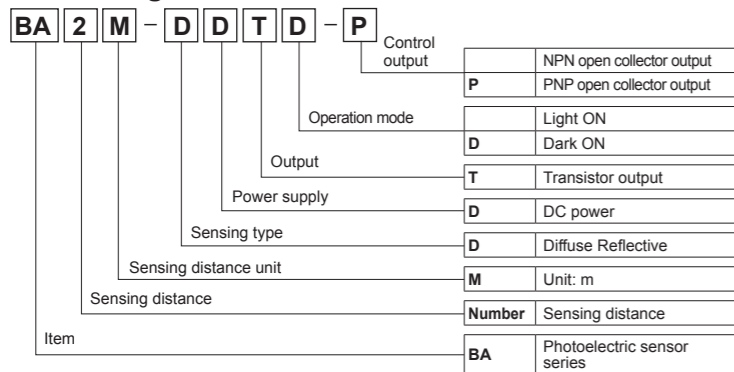 BA 2 M - D D T D - P
Control
output
NPN open collector output
P PNP open collector output
Operation mode
Light ON
D Dark ON
Output
T Transistor output
Power supply
D DC power
Sensing type
D Diffuse Reflective
Sensing distance unit
M Unit: m
Sensing distance
Number Sensing distance
Item
BA Photoelectric sensor
series